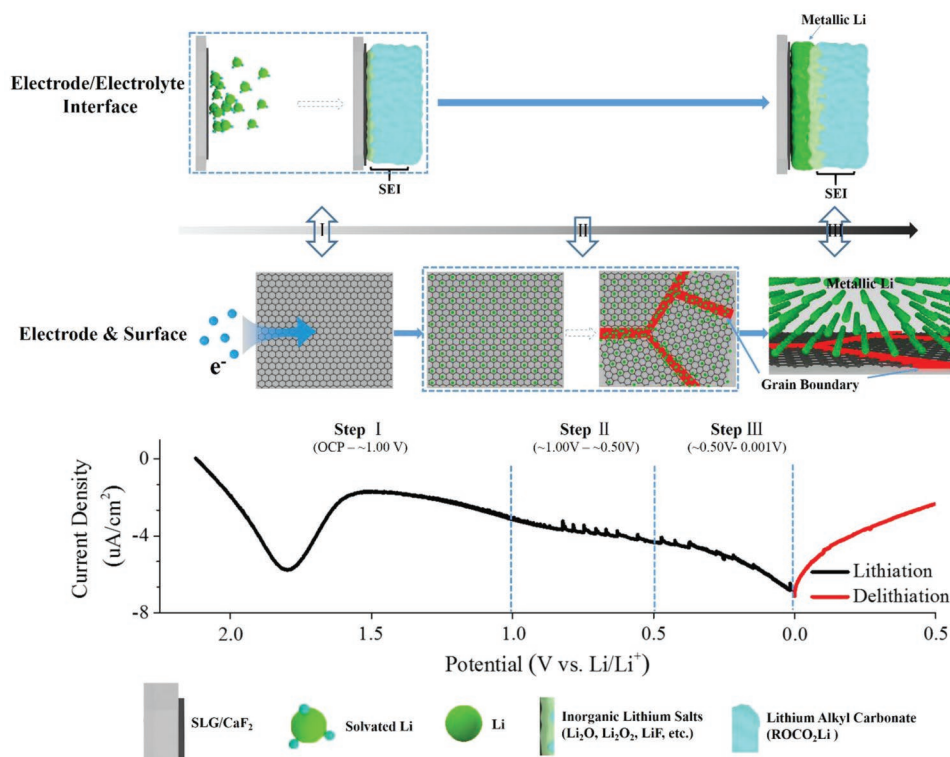 Metallic Li
Electrode/Electrolyte
Interface
SEI
SEI
I
II
III
Metallic Li
Electrode & Surface
e-
Grain Boundary
Step I
(OCP – ~1.00 V)
Step II
(~1.00V – ~0.50V)
Step III
(~0.50V- 0.001V)
Current Density
(uA/cm²)
0
-4
-8
Lithiation
Delithiation
2.0
1.5
1.0
0.5
0.0
0.5
Potential (V vs. Li/Li⁺)
SLG/CaF₂
Solvated Li
Li
Inorganic Lithium Salts
(Li₂O, Li₂O₂, LiF, etc.)
Lithium Alkyl Carbonate
(ROCO₂Li )